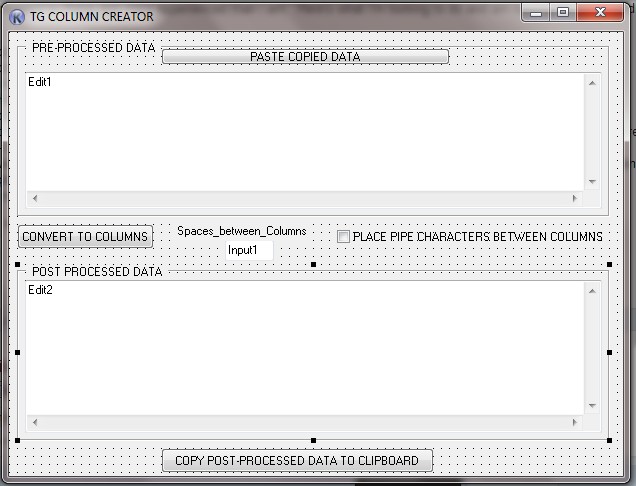 TG COLUMN CREATOR
PRE-PROCESSED DATA
PASTE COPIED DATA
Edit1
CONVERT TO COLUMNS
Spaces_between_Columns
Input1
PLACE PIPE CHARACTERS BETWEEN COLUMNS
POST PROCESSED DATA
Edit2
COPY POST-PROCESSED DATA TO CLIPBOARD